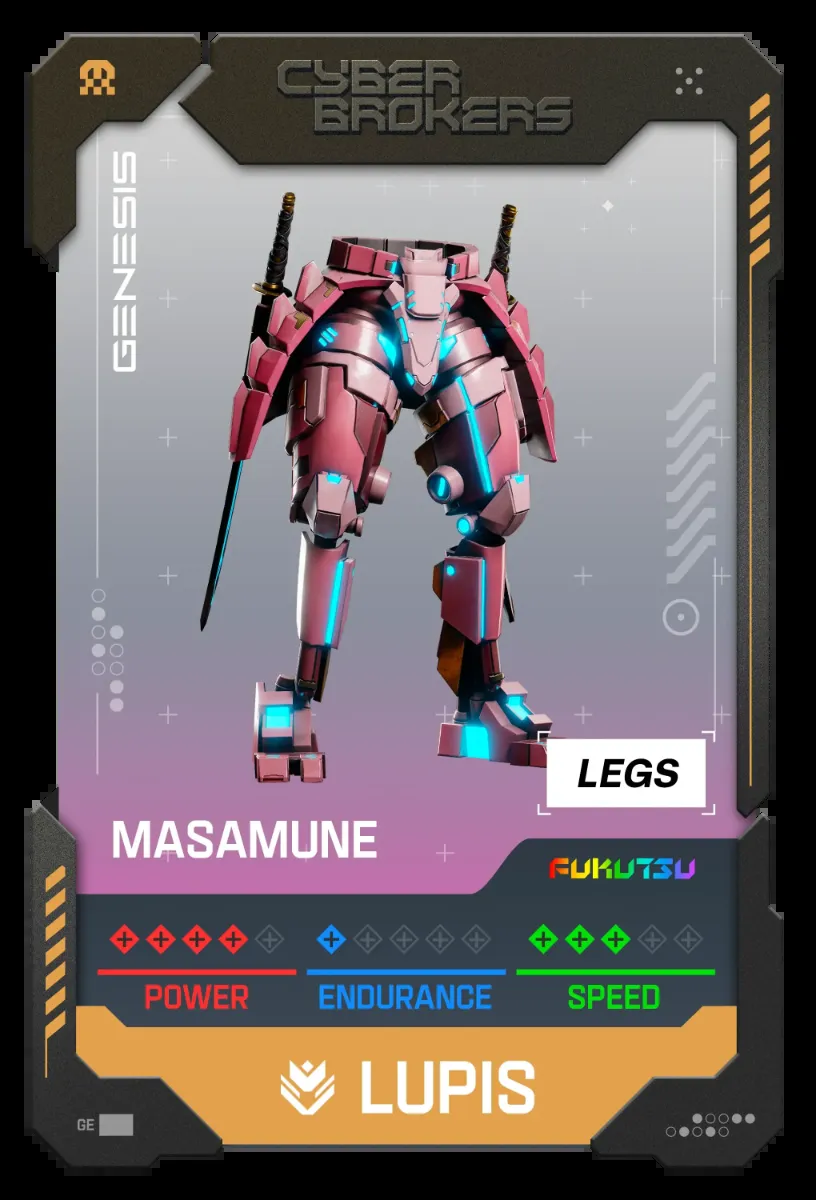 CYBER
BROKERS
GENESIS
LEGS
MASAMUNE
FUKUTSU
POWER
ENDURANCE
SPEED
LUPIS
GE